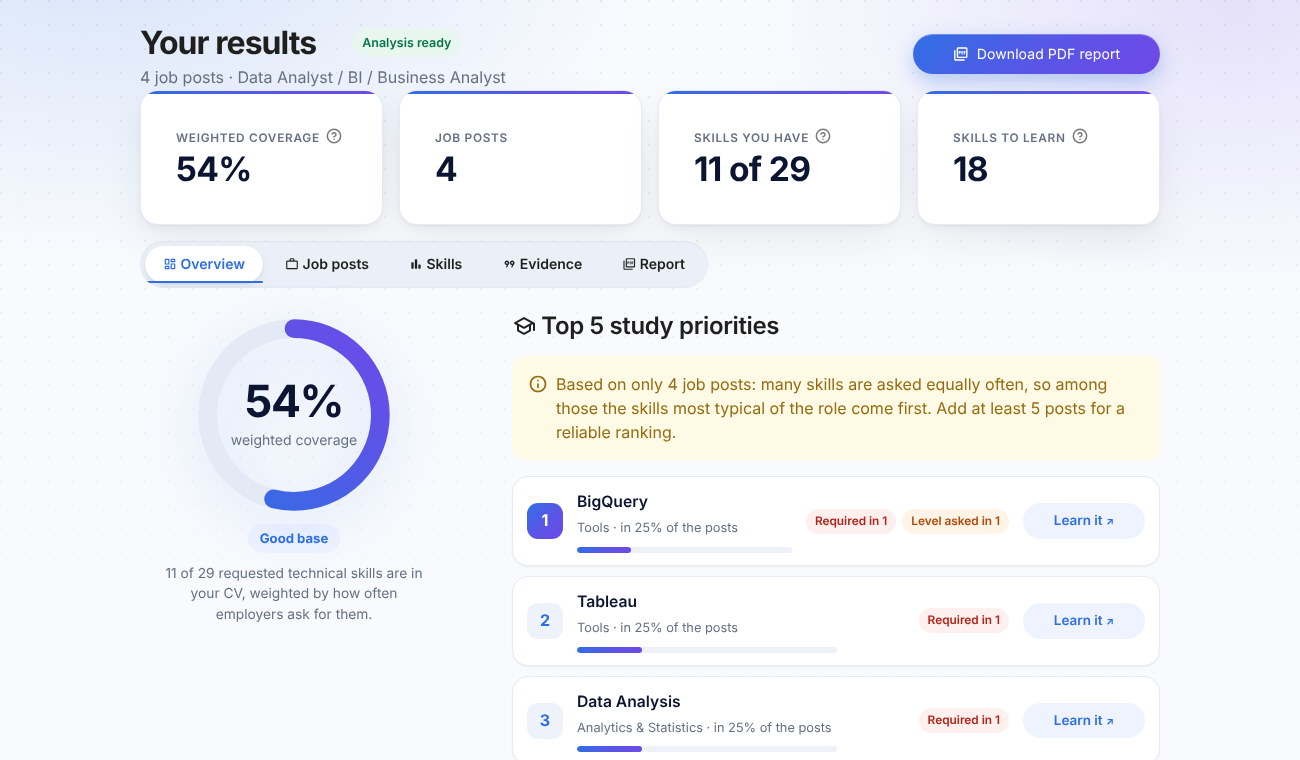 Your results
Analysis ready
Download PDF report
4 job posts · Data Analyst / BI / Business Analyst
WEIGHTED COVERAGE
54%
JOB POSTS
4
SKILLS YOU HAVE
11 of 29
SKILLS TO LEARN
18
Overview
Job posts
Skills
Evidence
Report
54%
weighted coverage
Good base
11 of 29 requested technical skills are in
your CV, weighted by how often
employers ask for them.
Top 5 study priorities
Based on only 4 job posts: many skills are asked equally often, so among
those the skills most typical of the role come first. Add at least 5 posts for a
reliable ranking.
1
BigQuery
Tools · in 25% of the posts
Required in 1
Level asked in 1
Learn it ↗
2
Tableau
Tools · in 25% of the posts
Required in 1
Learn it ↗
3
Data Analysis
Analytics & Statistics · in 25% of the posts
Required in 1
Learn it ↗